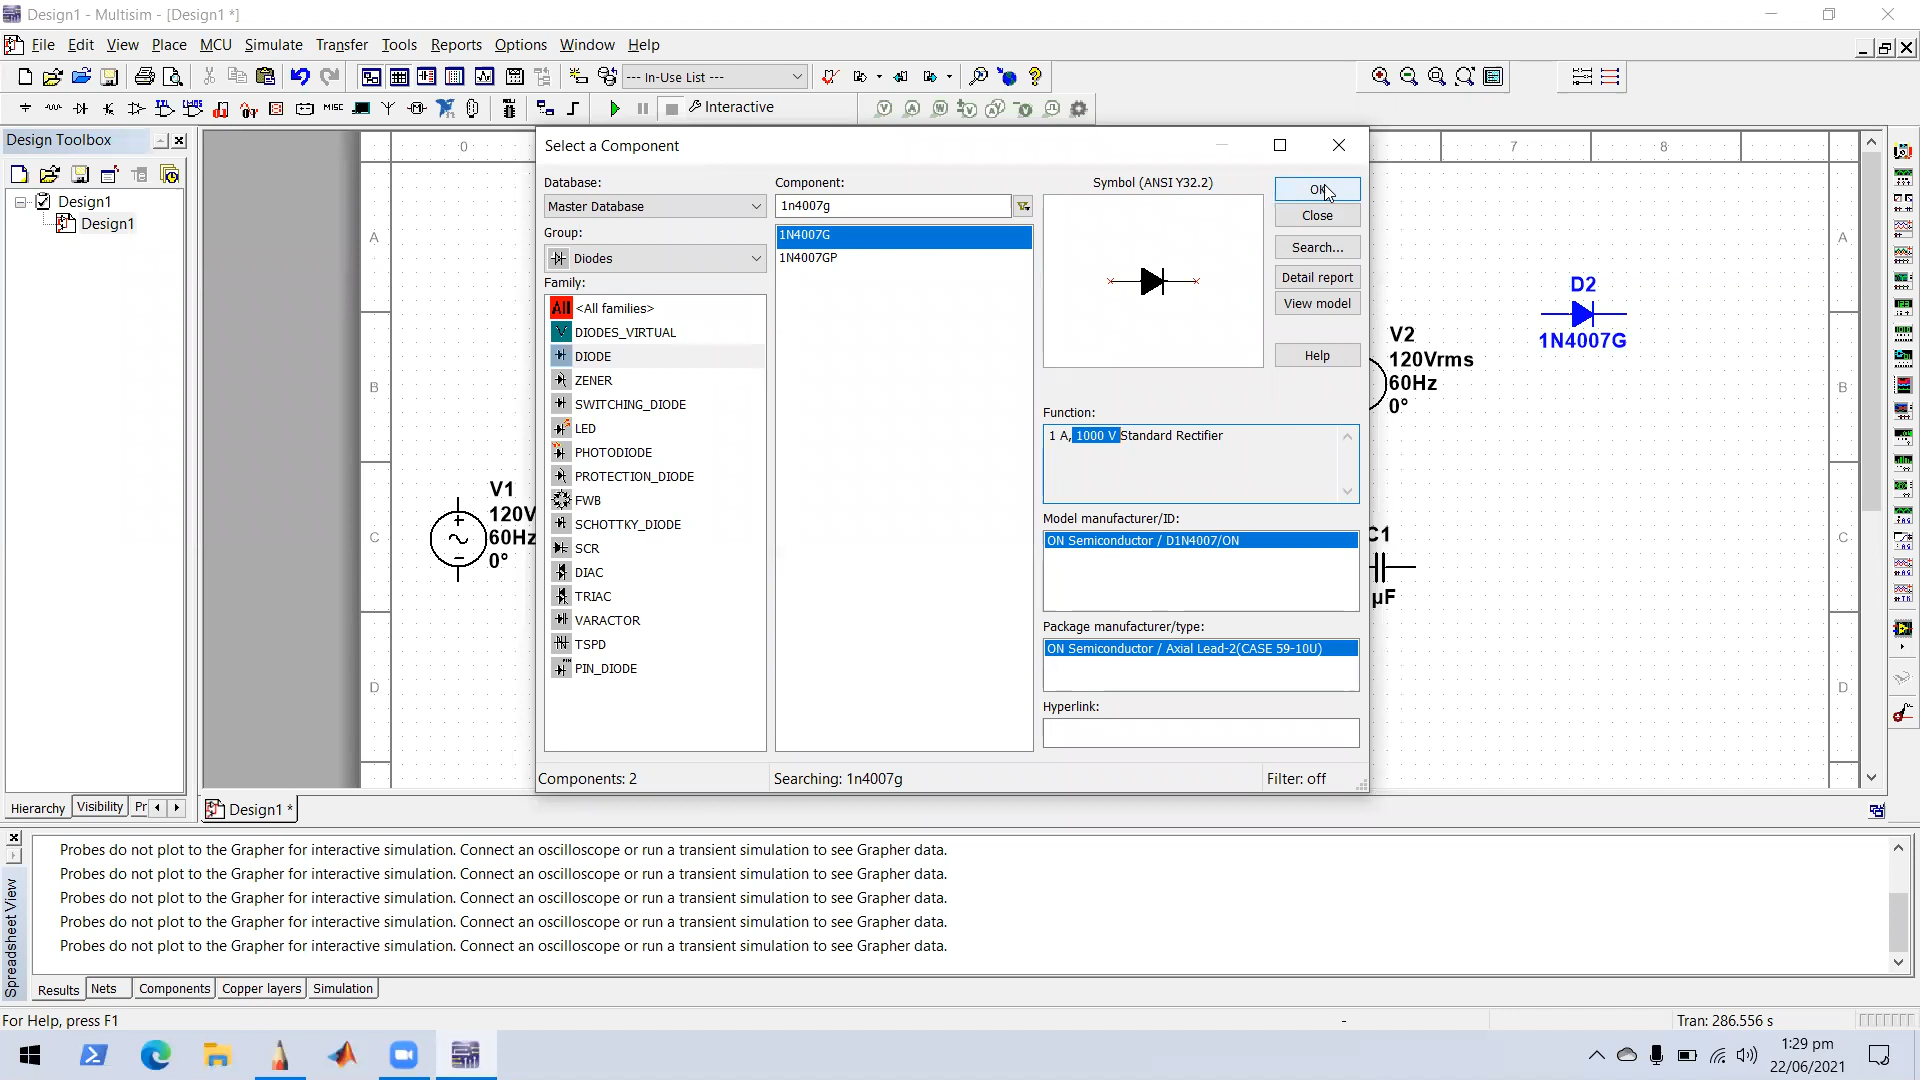 Design1 - Multisim - [Design1 *]
File Edit View Place MCU Simulate Transfer Tools Reports Options Window Help
--- In-Use List ---
MISC
Interactive
Design Toolbox
Design1
Design1
0
7
8
A
B
C
D
A
B
C
D
V1
120V
60Hz
0°
V2
120Vrms
60Hz
0°
D2
1N4007G
C1
µF
Select a Component
Database:
Master Database
Group:
Diodes
Family:
All <All families>
DIODES_VIRTUAL
DIODE
ZENER
SWITCHING_DIODE
LED
PHOTODIODE
PROTECTION_DIODE
FWB
SCHOTTKY_DIODE
SCR
DIAC
TRIAC
VARACTOR
TSPD
PIN_DIODE
Component:
1n4007g
1N4007G
1N4007GP
Symbol (ANSI Y32.2)
OK
Close
Search...
Detail report
View model
Help
Function:
1 A, 1000 V Standard Rectifier
Model manufacturer/ID:
ON Semiconductor / D1N4007/ON
Package manufacturer/type:
ON Semiconductor / Axial Lead-2(CASE 59-10U)
Hyperlink:
Components: 2
Searching: 1n4007g
Filter: off
Hierarchy Visibility Pr
Design1 *
Spreadsheet View
Probes do not plot to the Grapher for interactive simulation. Connect an oscilloscope or run a transient simulation to see Grapher data.
Probes do not plot to the Grapher for interactive simulation. Connect an oscilloscope or run a transient simulation to see Grapher data.
Probes do not plot to the Grapher for interactive simulation. Connect an oscilloscope or run a transient simulation to see Grapher data.
Probes do not plot to the Grapher for interactive simulation. Connect an oscilloscope or run a transient simulation to see Grapher data.
Probes do not plot to the Grapher for interactive simulation. Connect an oscilloscope or run a transient simulation to see Grapher data.
Results Nets Components Copper layers Simulation
For Help, press F1
-
Tran: 286.556 s
1:29 pm
22/06/2021